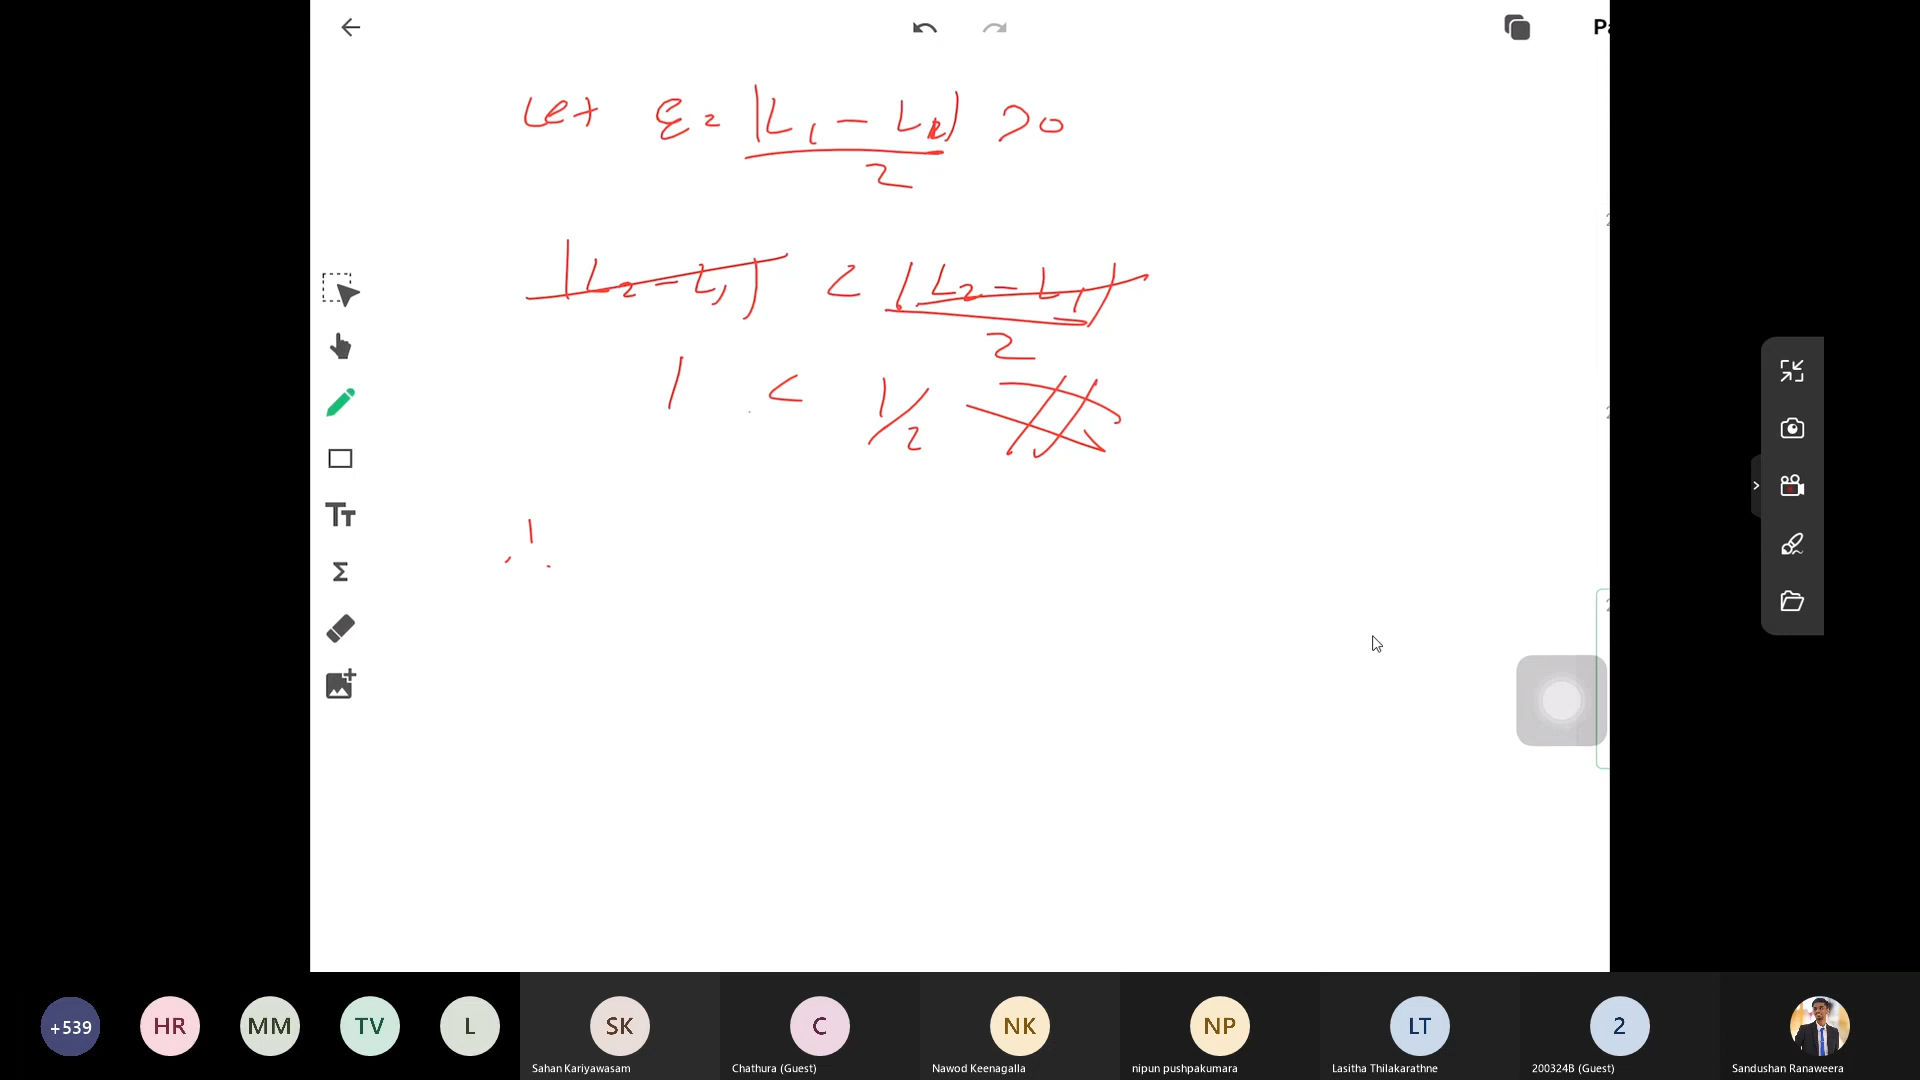 Pa
Let ε = |L₁ - L₂| / 2 > 0
|L₂ - L₁| < |L₂ - L₁| / 2
1 < 1/2
∴
TT
Σ
+539
HR
MM
TV
L
SK
C
NK
NP
LT
2
Sahan Kariyawasam
Chathura (Guest)
Nawod Keenagalla
nipun pushpakumara
Lasitha Thilakarathne
200324B (Guest)
Sandushan Ranaweera